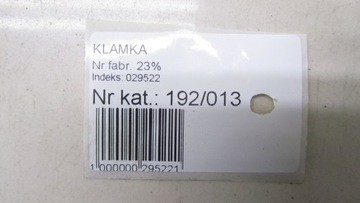 KLAMKA
Nr fabr. 23%
Indeks: 029522
Nr kat.: 192/013
1 000000 295221